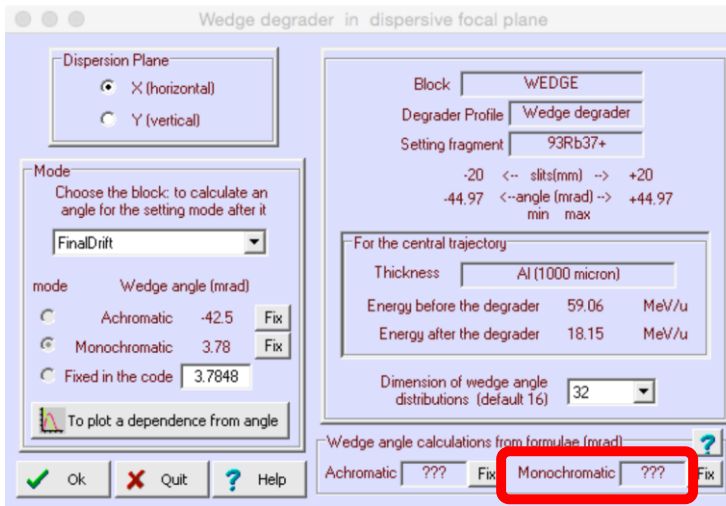 Wedge degrader in dispersive focal plane
Dispersion Plane
X (horizontal)
Y (vertical)
Mode
Choose the block: to calculate an
angle for the setting mode after it
FinalDrift
mode Wedge angle (mrad)
Achromatic -42.5 Fix
Monochromatic 3.78 Fix
Fixed in the code 3.7848
To plot a dependence from angle
Ok Quit ? Help
Block WEDGE
Degrader Profile Wedge degrader
Setting fragment 93Rb37+
-20 <-- slits(mm) --> +20
-44.97 <--angle (mrad) --> +44.97
min max
For the central trajectory
Thickness Al (1000 micron)
Energy before the degrader 59.06 MeV/u
Energy after the degrader 18.15 MeV/u
Dimension of wedge angle
distributions (default 16) 32
Wedge angle calculations from formulae (mrad) ?
Achromatic ??? Fix Monochromatic ??? Fix